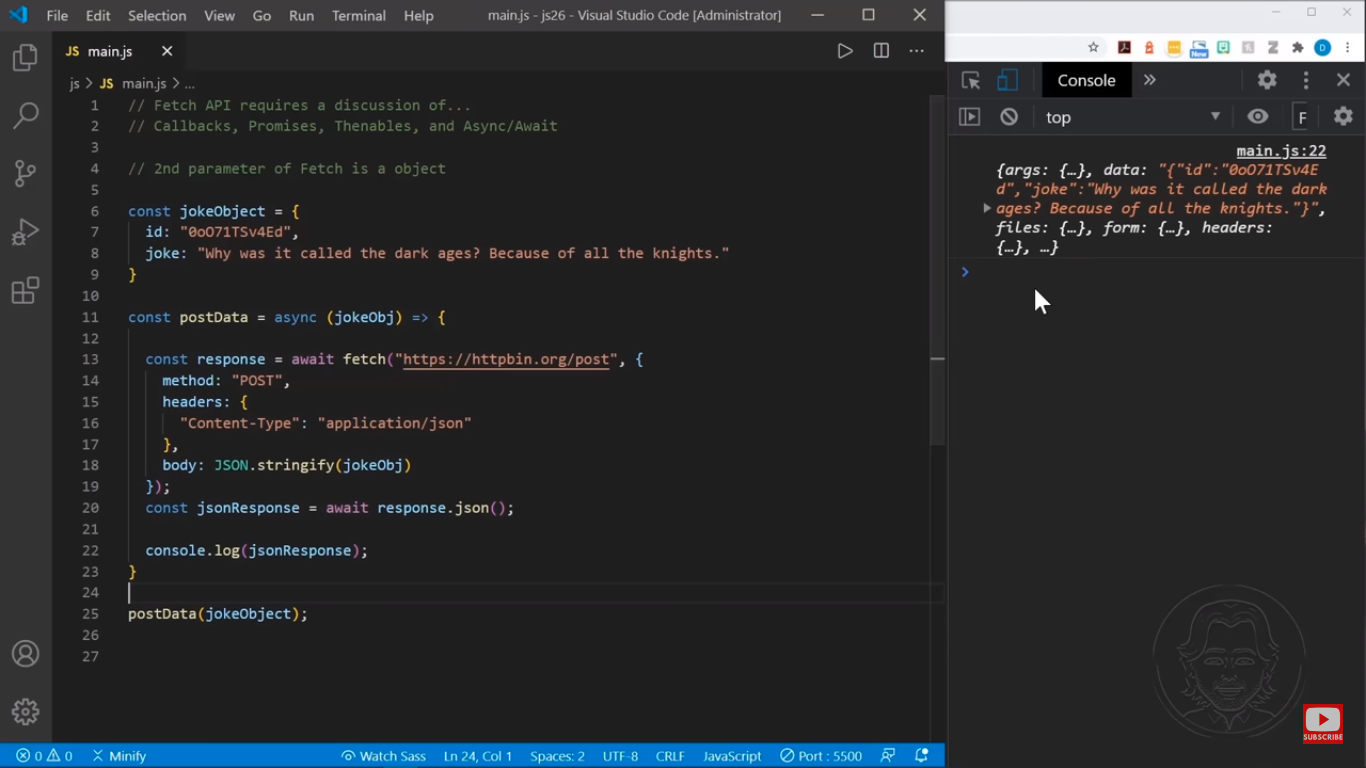 File Edit Selection View Go Run Terminal Help main.js - js26 - Visual Studio Code [Administrator]
JS main.js
js > JS main.js > ...
1 // Fetch API requires a discussion of...
2 // Callbacks, Promises, Thenables, and Async/Await
3
4 // 2nd parameter of Fetch is a object
5
6 const jokeObject = {
7 id: "0oO71TSv4Ed",
8 joke: "Why was it called the dark ages? Because of all the knights."
9 }
10
11 const postData = async (jokeObj) => {
12
13 const response = await fetch("https://httpbin.org/post", {
14 method: "POST",
15 headers: {
16 "Content-Type": "application/json"
17 },
18 body: JSON.stringify(jokeObj)
19 });
20 const jsonResponse = await response.json();
21
22 console.log(jsonResponse);
23 }
24
25 postData(jokeObject);
26
27
0 0 Minify Watch Sass Ln 24, Col 1 Spaces: 2 UTF-8 CRLF JavaScript Port : 5500
New Z D
Console
top F
main.js:22
{args: {…}, data: "{"id":"0oO71TSv4E
d","joke":"Why was it called the dark
ages? Because of all the knights."}",
files: {…}, form: {…}, headers:
{…}, …}
SUBSCRIBE